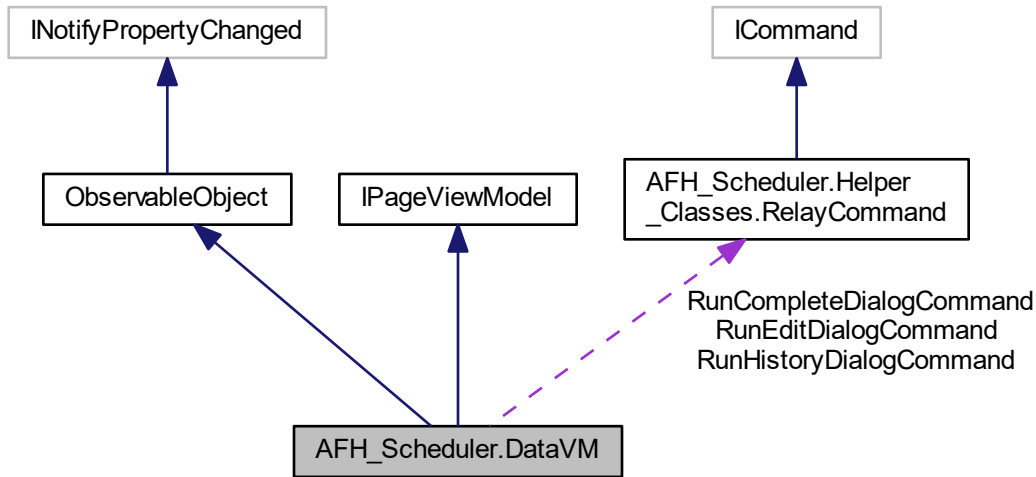 INotifyPropertyChanged
ICommand
ObservableObject
IPageViewModel
AFH_Scheduler.Helper
_Classes.RelayCommand
RunCompleteDialogCommand
RunEditDialogCommand
RunHistoryDialogCommand
AFH_Scheduler.DataVM